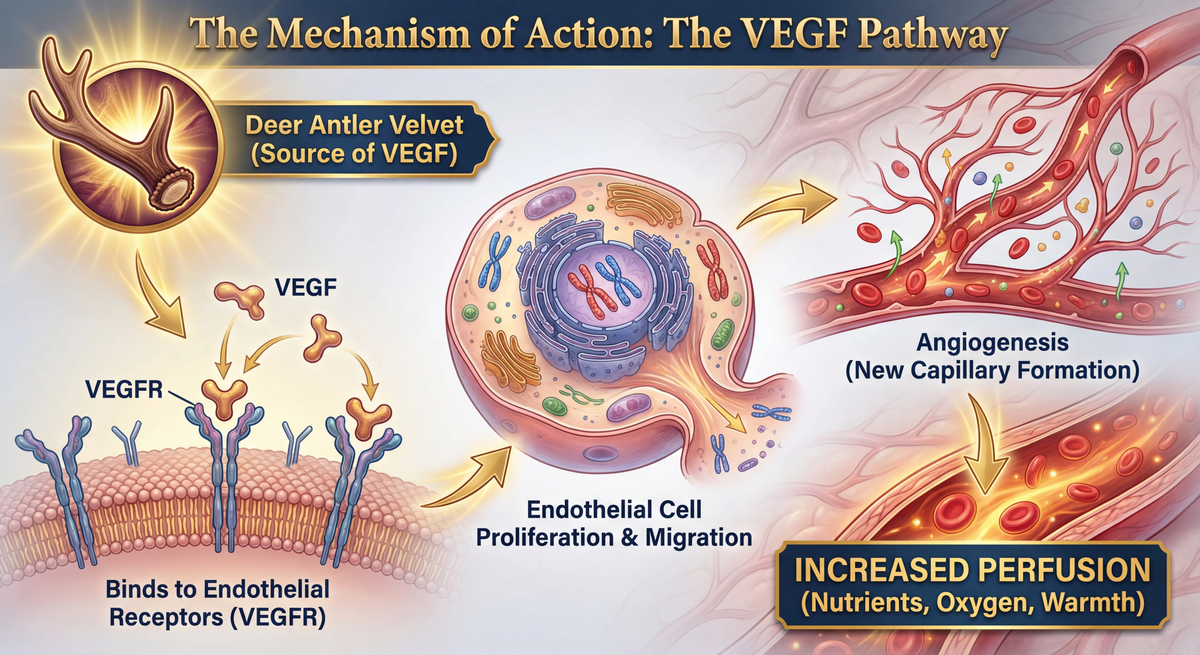 The Mechanism of Action: The VEGF Pathway
Deer Antler Velvet
(Source of VEGF)
VEGF
VEGFR
Binds to Endothelial
Receptors (VEGFR)
Endothelial Cell
Proliferation & Migration
Angiogenesis
(New Capillary Formation)
INCREASED PERFUSION
(Nutrients, Oxygen, Warmth)